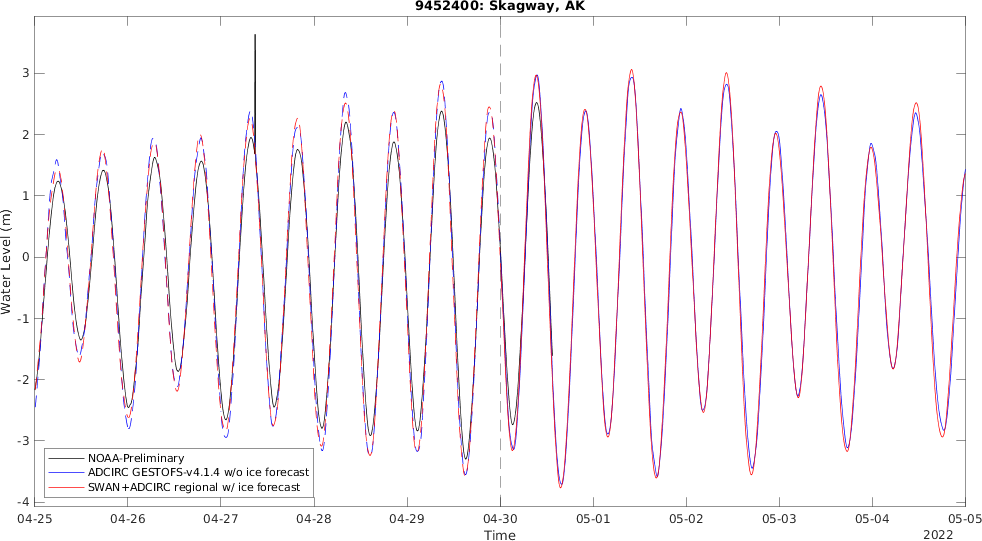 9452400: Skagway, AK
Water Level (m)
3
2
1
0
-1
-2
-3
-4
NOAA-Preliminary
ADCIRC GESTOFS-v4.1.4 w/o ice forecast
SWAN+ADCIRC regional w/ ice forecast
04-25 04-26 04-27 04-28 04-29 04-30 05-01 05-02 05-03 05-04 05-05
Time
2022